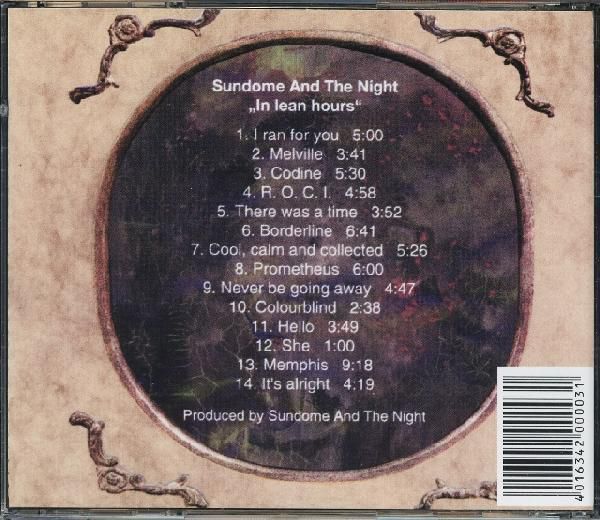 Sundome And The Night
„In lean hours“
1. I ran for you 5:00
2. Melville 3:41
3. Codine 5:30
4. R. O. C. I. 4:58
5. There was a time 3:52
6. Borderline 6:41
7. Cool, calm and collected 5:26
8. Prometheus 6:00
9. Never be going away 4:47
10. Colourblind 2:38
11. Hello 3:49
12. She 1:00
13. Memphis 9:18
14. It's alright 4:19
Produced by Sundome And The Night
4016342000031